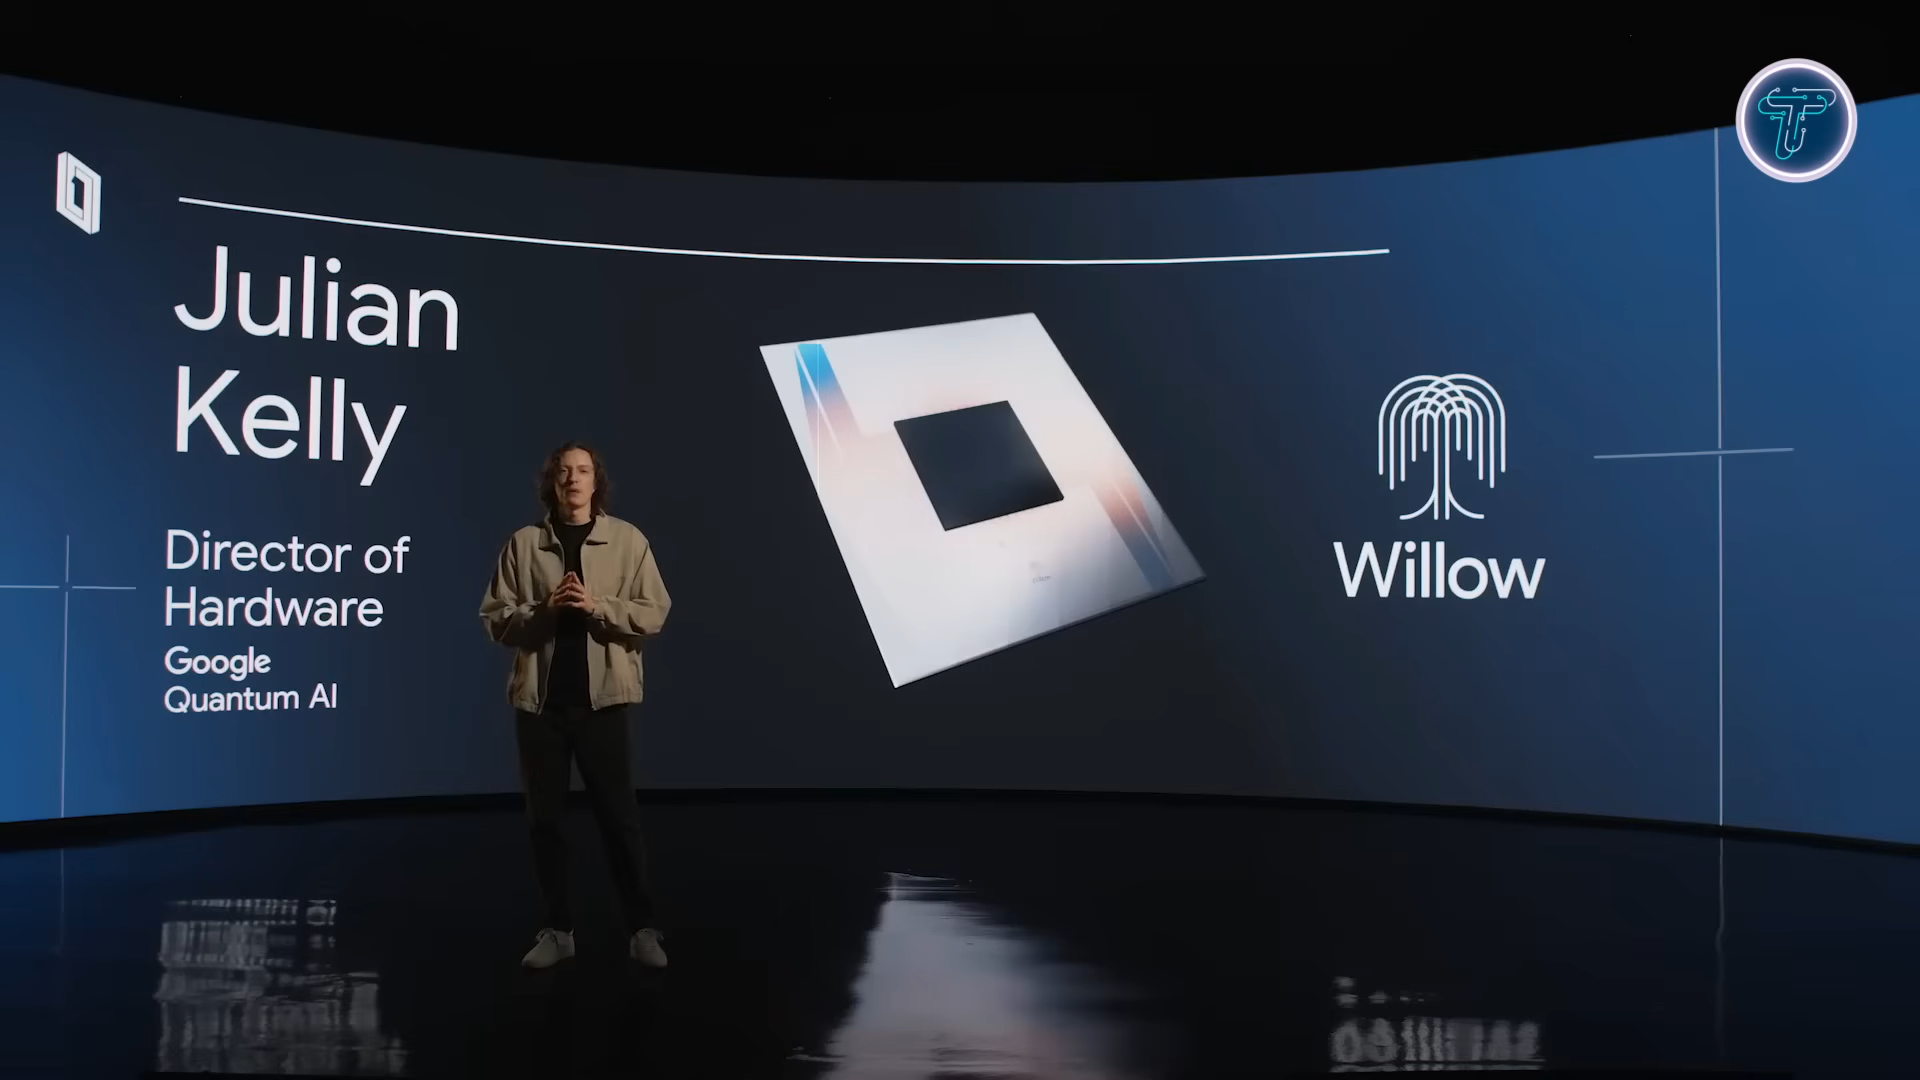 Julian
Kelly
Director of
Hardware
Google
Quantum AI
Willow